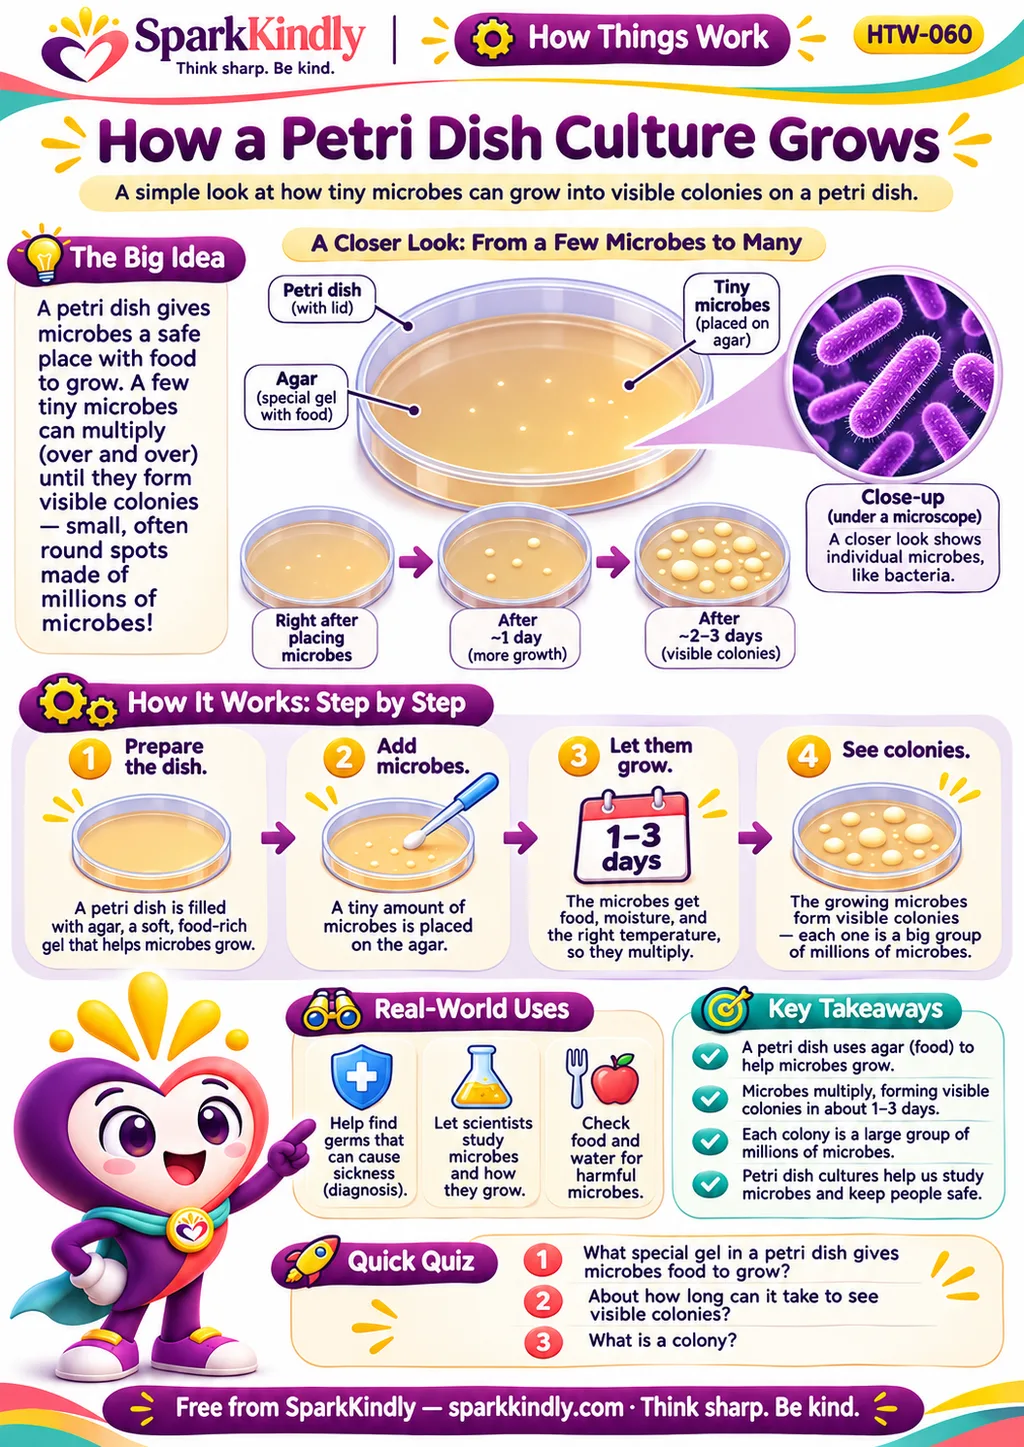 SparkKindly
Think sharp. Be kind.
How Things Work
HTW-060
How a Petri Dish Culture Grows
A simple look at how tiny microbes can grow into visible colonies on a petri dish.
The Big Idea
A petri dish gives
microbes a safe
place with food
to grow. A few
tiny microbes
can multiply
(over and over)
until they form
visible colonies
— small, often
round spots
made of
millions of
microbes!
A Closer Look: From a Few Microbes to Many
Petri dish
(with lid)
Agar
(special gel
with food)
Tiny
microbes
(placed on
agar)
Close-up
(under a microscope)
A closer look shows
individual microbes,
like bacteria.
Right after
placing
microbes
After
~1 day
(more growth)
After
~2–3 days
(visible colonies)
How It Works: Step by Step
1
Prepare
the dish.
A petri dish is filled
with agar, a soft, food-rich
gel that helps microbes grow.
2
Add
microbes.
A tiny amount of
microbes is placed
on the agar.
3
Let them
grow.
1–3
days
The microbes get
food, moisture, and
the right temperature,
so they multiply.
4
See colonies.
The growing microbes
form visible colonies
— each one is a big group
of millions of microbes.
Real-World Uses
Help find
germs that
can cause
sickness
(diagnosis).
Let scientists
study
microbes
and how
they grow.
Check
food and
water for
harmful
microbes.
Key Takeaways
A petri dish uses agar (food) to
help microbes grow.
Microbes multiply, forming visible
colonies in about 1–3 days.
Each colony is a large group of
millions of microbes.
Petri dish cultures help us study
microbes and keep people safe.
Quick Quiz
1
What special gel in a petri dish gives
microbes food to grow?
2
About how long can it take to see
visible colonies?
3
What is a colony?
Free from SparkKindly — sparkkindly.com · Think sharp. Be kind.